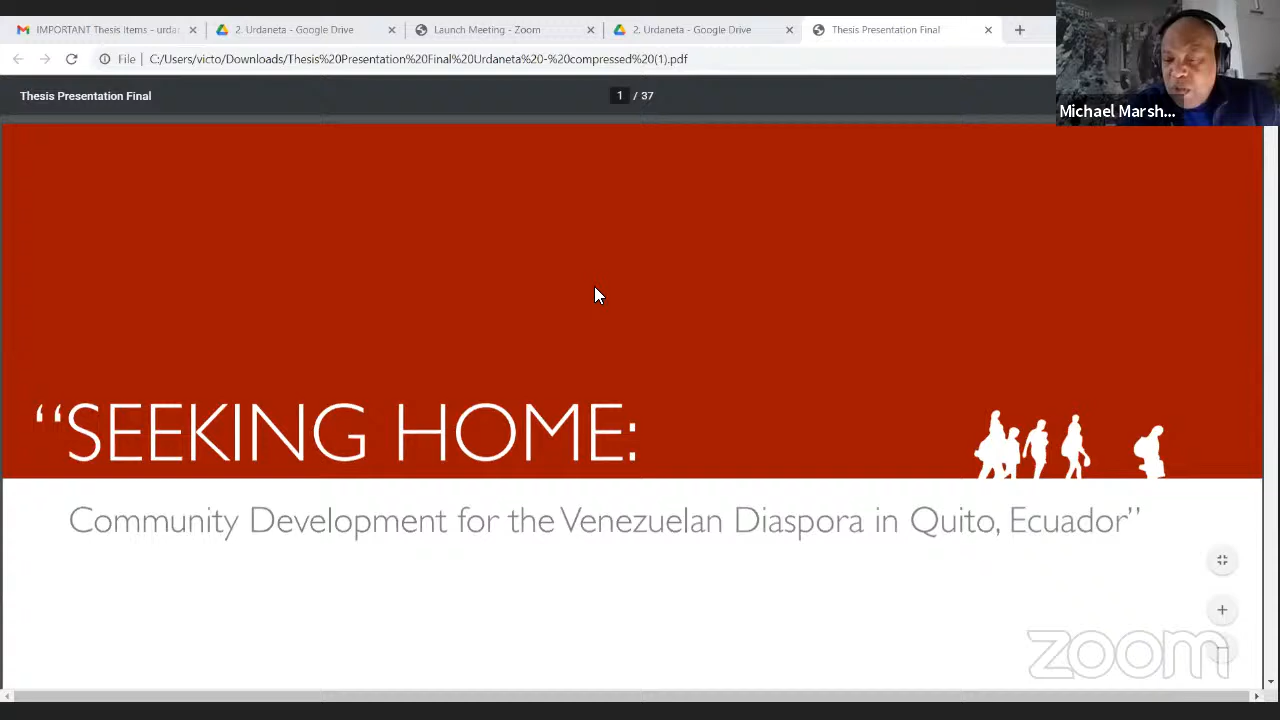 IMPORTANT Thesis Items - urda
2. Urdaneta - Google Drive
Launch Meeting - Zoom
2. Urdaneta - Google Drive
Thesis Presentation Final
File | C:/Users/victo/Downloads/Thesis%20Presentation%20Final%20Urdaneta%20-%20compressed%20(1).pdf
Thesis Presentation Final
1 / 37
Michael Marsh...
“SEEKING HOME:
Community Development for the Venezuelan Diaspora in Quito, Ecuador”
zoom